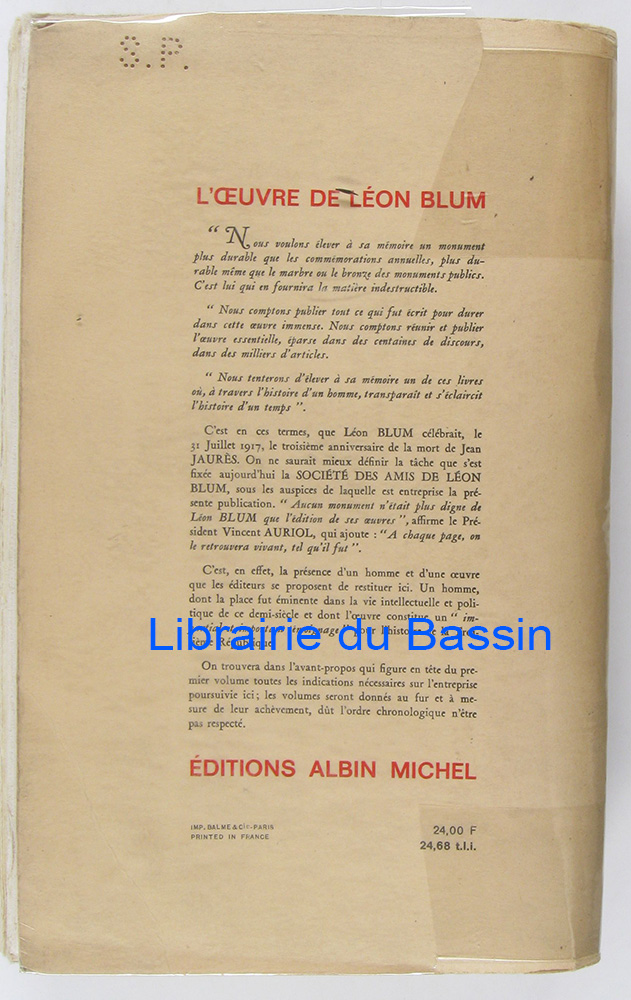 S.P.
L'ŒUVRE DE LÉON BLUM
“ Nous voulons élever à sa mémoire un monument
plus durable que les commémorations annuelles, plus du-
rable même que le marbre ou le bronze des monuments publics.
C'est lui qui en fournira la matière indestructible.
“ Nous comptons publier tout ce qui fut écrit pour durer
dans cette œuvre immense. Nous comptons réunir et publier
l'œuvre essentielle, éparse dans des centaines de discours,
dans des milliers d'articles.
“ Nous tenterons d'élever à sa mémoire un de ces livres
où, à travers l'histoire d'un homme, transparaît et s'éclaircit
l'histoire d'un temps ”.
C'est en ces termes, que Léon BLUM célébrait, le
31 Juillet 1917, le troisième anniversaire de la mort de Jean
JAURÈS. On ne saurait mieux définir la tâche que s'est
fixée aujourd'hui la SOCIÉTÉ DES AMIS DE LÉON
BLUM, sous les auspices de laquelle est entreprise la pré-
sente publication. “ Aucun monument n'était plus digne de
Léon BLUM que l'édition de ses œuvres ”, affirme le Pré-
sident Vincent AURIOL, qui ajoute : “A chaque page, on
le retrouvera vivant, tel qu'il fut ”.
C'est, en effet, la présence d'un homme et d'une œuvre
que les éditeurs se proposent de restituer ici. Un homme,
dont la place fut éminente dans la vie intellectuelle et poli-
tique de ce demi-siècle et dont l'œuvre constitue un “ im-
Librairie du Bassin
pour l'histoire de la
République
On trouvera dans l'avant-propos qui figure en tête du pre-
mier volume toutes les indications nécessaires sur l'entreprise
poursuivie ici ; les volumes seront donnés au fur et à me-
sure de leur achèvement, dût l'ordre chronologique n'être
pas respecté.
ÉDITIONS ALBIN MICHEL
IMP. BALME & Cie - PARIS
PRINTED IN FRANCE
24,00 F
24,68 t.l.i.